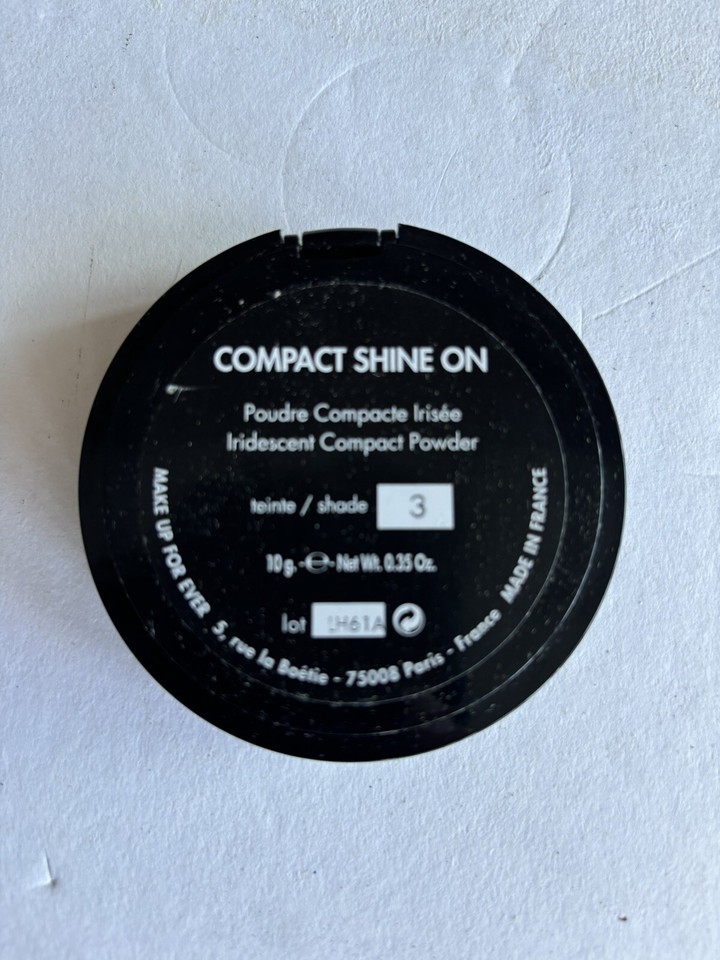 COMPACT SHINE ON
Poudre Compacte Irisée
Iridescent Compact Powder
teinte / shade 3
10 g. ℮ Net Wt. 0.35 Oz.
lot LH61A
MAKE UP FOR EVER 5, rue la Boëtie - 75008 Paris - France MADE IN FRANCE